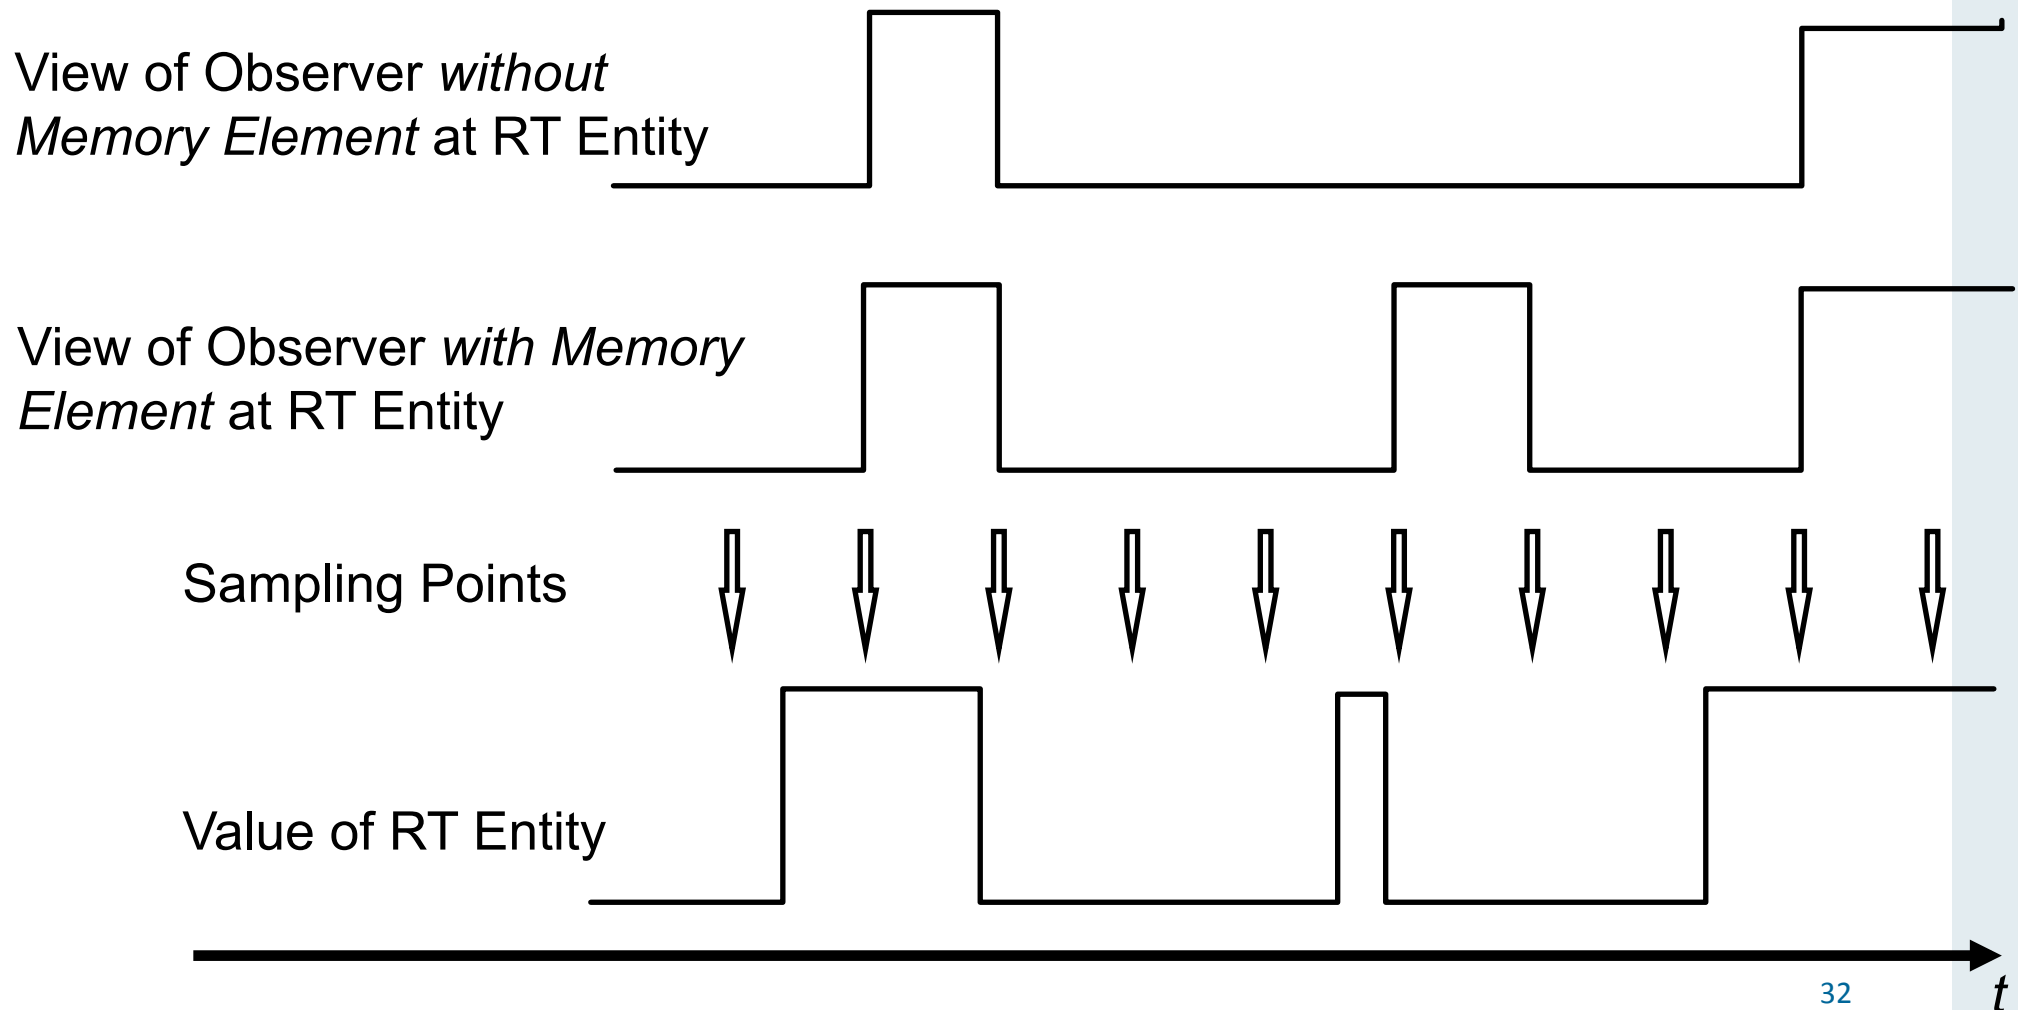 View of Observer without
Memory Element at RT Entity
View of Observer with Memory
Element at RT Entity
Sampling Points
Value of RT Entity
32
t